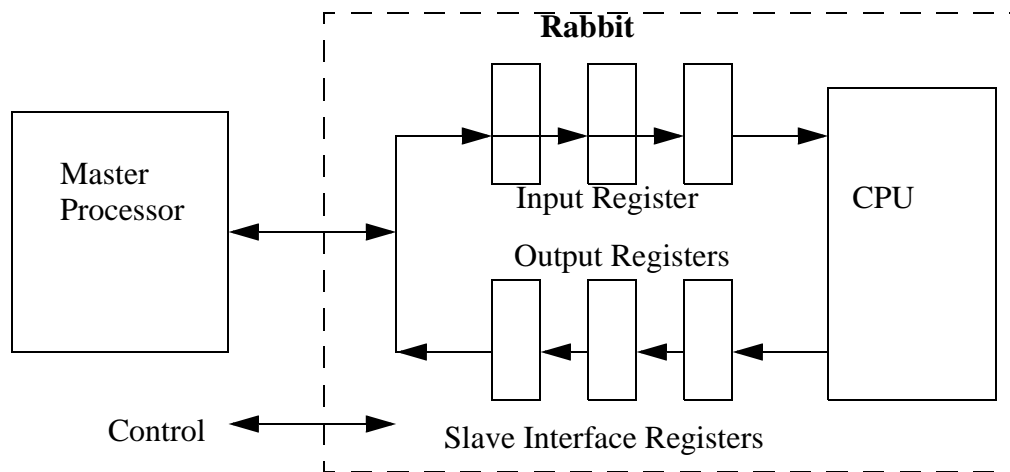 Rabbit
Master
Processor
Input Register
CPU
Output Registers
Control
Slave Interface Registers